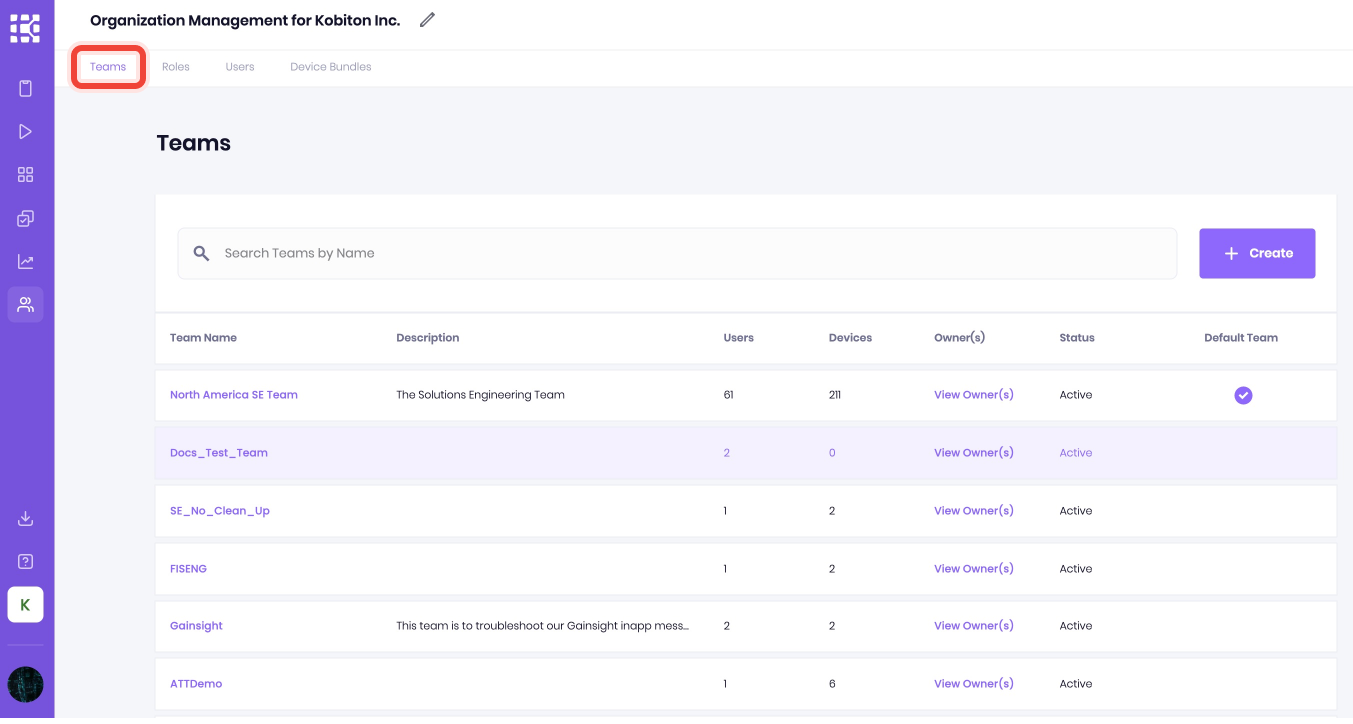 Organization Management for Kobiton Inc.
Teams Roles Users Device Bundles
Teams
Search Teams by Name
Create
Team Name Description Users Devices Owner(s) Status Default Team
North America SE Team The Solutions Engineering Team 61 211 View Owner(s) Active
Docs_Test_Team 2 0 View Owner(s) Active
SE_No_Clean_Up 1 2 View Owner(s) Active
FISENG 1 2 View Owner(s) Active
Gainsight This team is to troubleshoot our Gainsight inapp mess... 2 2 View Owner(s) Active
K
ATTDemo 1 6 View Owner(s) Active